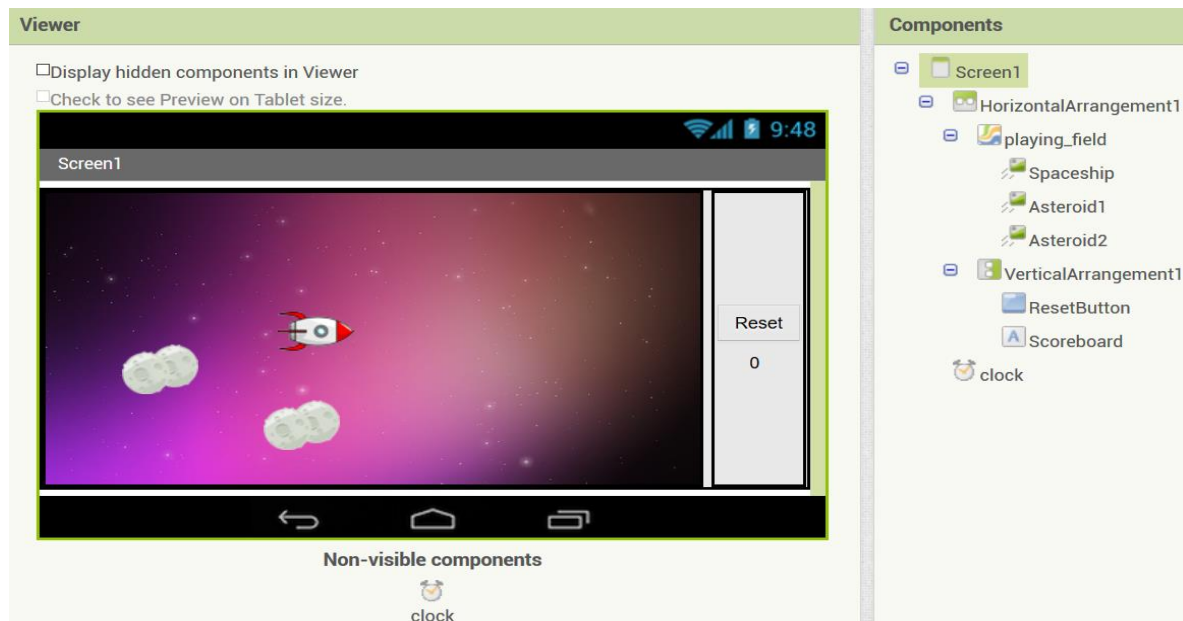 Viewer
Display hidden components in Viewer
Check to see Preview on Tablet size.
9:48
Screen1
Reset
0
Non-visible components
clock
Components
Screen1
HorizontalArrangement1
playing_field
Spaceship
Asteroid1
Asteroid2
VerticalArrangement1
ResetButton
A Scoreboard
clock